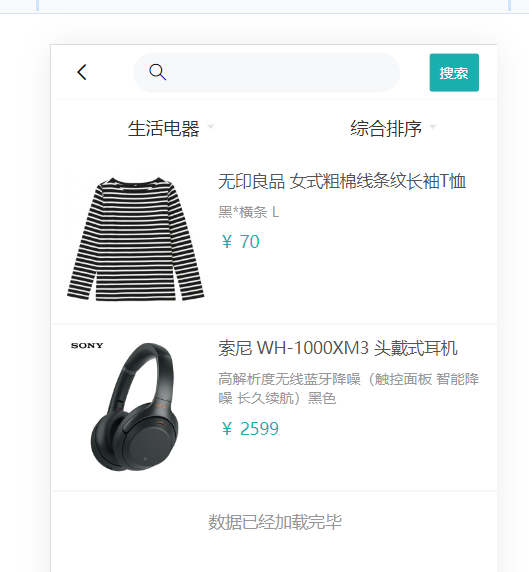 搜索
生活电器 综合排序
无印良品 女式粗棉线条纹长袖T恤
黑*横条 L
￥ 70
SONY
索尼 WH-1000XM3 头戴式耳机
高解析度无线蓝牙降噪（触控面板 智能降
噪 长久续航）黑色
￥ 2599
数据已经加载完毕